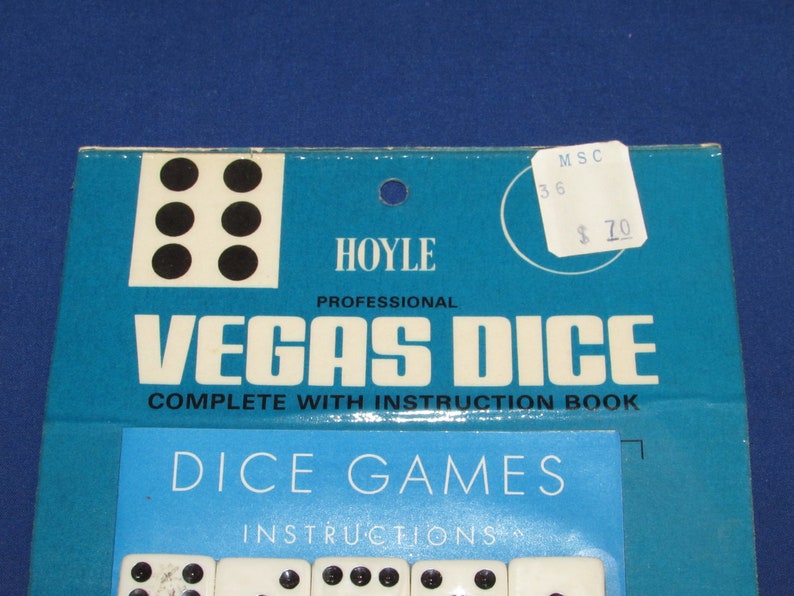 MSC
36
$ .70
HOYLE
PROFESSIONAL
VEGAS DICE
COMPLETE WITH INSTRUCTION BOOK
DICE GAMES
INSTRUCTIONS